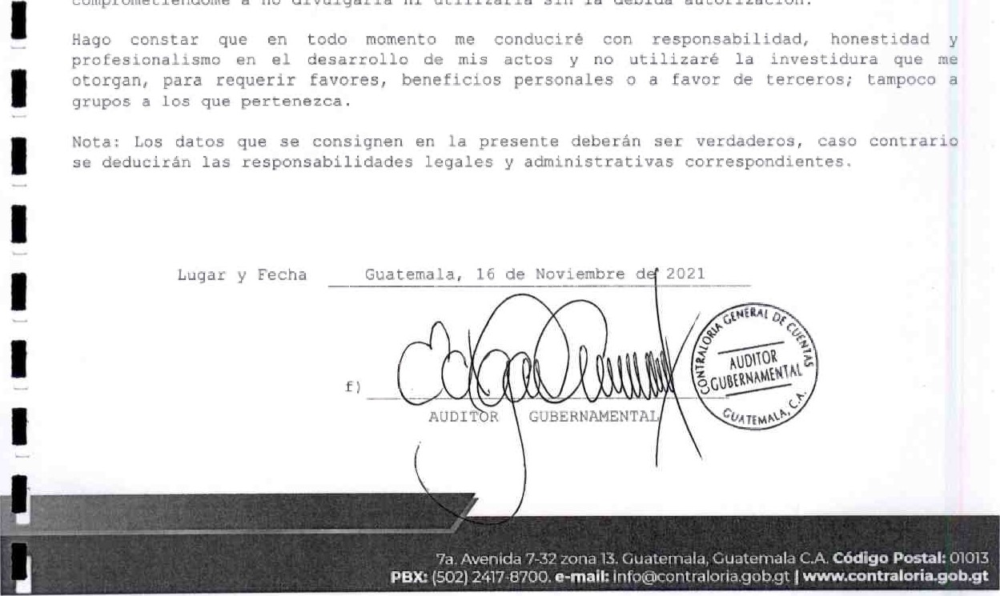 comprometiéndome a no divulgarla ni utilizarla sin la debida autorización.
Hago constar que en todo momento me conduciré con responsabilidad, honestidad y
profesionalismo en el desarrollo de mis actos y no utilizaré la investidura que me
otorgan, para requerir favores, beneficios personales o a favor de terceros; tampoco a
grupos a los que pertenezca.
Nota: Los datos que se consignen en la presente deberán ser verdaderos, caso contrario
se deducirán las responsabilidades legales y administrativas correspondientes.
Lugar y Fecha Guatemala, 16 de Noviembre de 2021
f)
AUDITOR GUBERNAMENTAL
CONTRALORIA GENERAL DE CUENTAS
AUDITOR
GUBERNAMENTAL
GUATEMALA, C.A.
7a. Avenida 7-32 zona 13. Guatemala, Guatemala C.A. Código Postal: 01013
PBX: (502) 2417-8700. e-mail: info@contraloria.gob.gt | www.contraloria.gob.gt